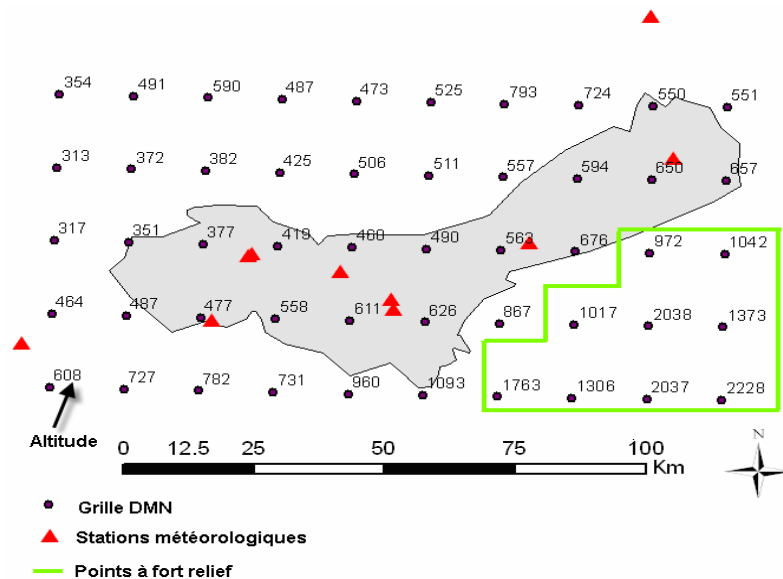 354 491 590 487 473 525 793 724 550 551
313 372 382 425 506 511 557 594 650 657
317 351 377 419 460 490 563 676 972 1042
464 487 477 558 611 626 867 1017 2038 1373
608 727 782 731 960 1093 1763 1306 2037 2228
Altitude
0 12.5 25 50 75 100
Km
N
Grille DMN
Stations météorologiques
Points à fort relief